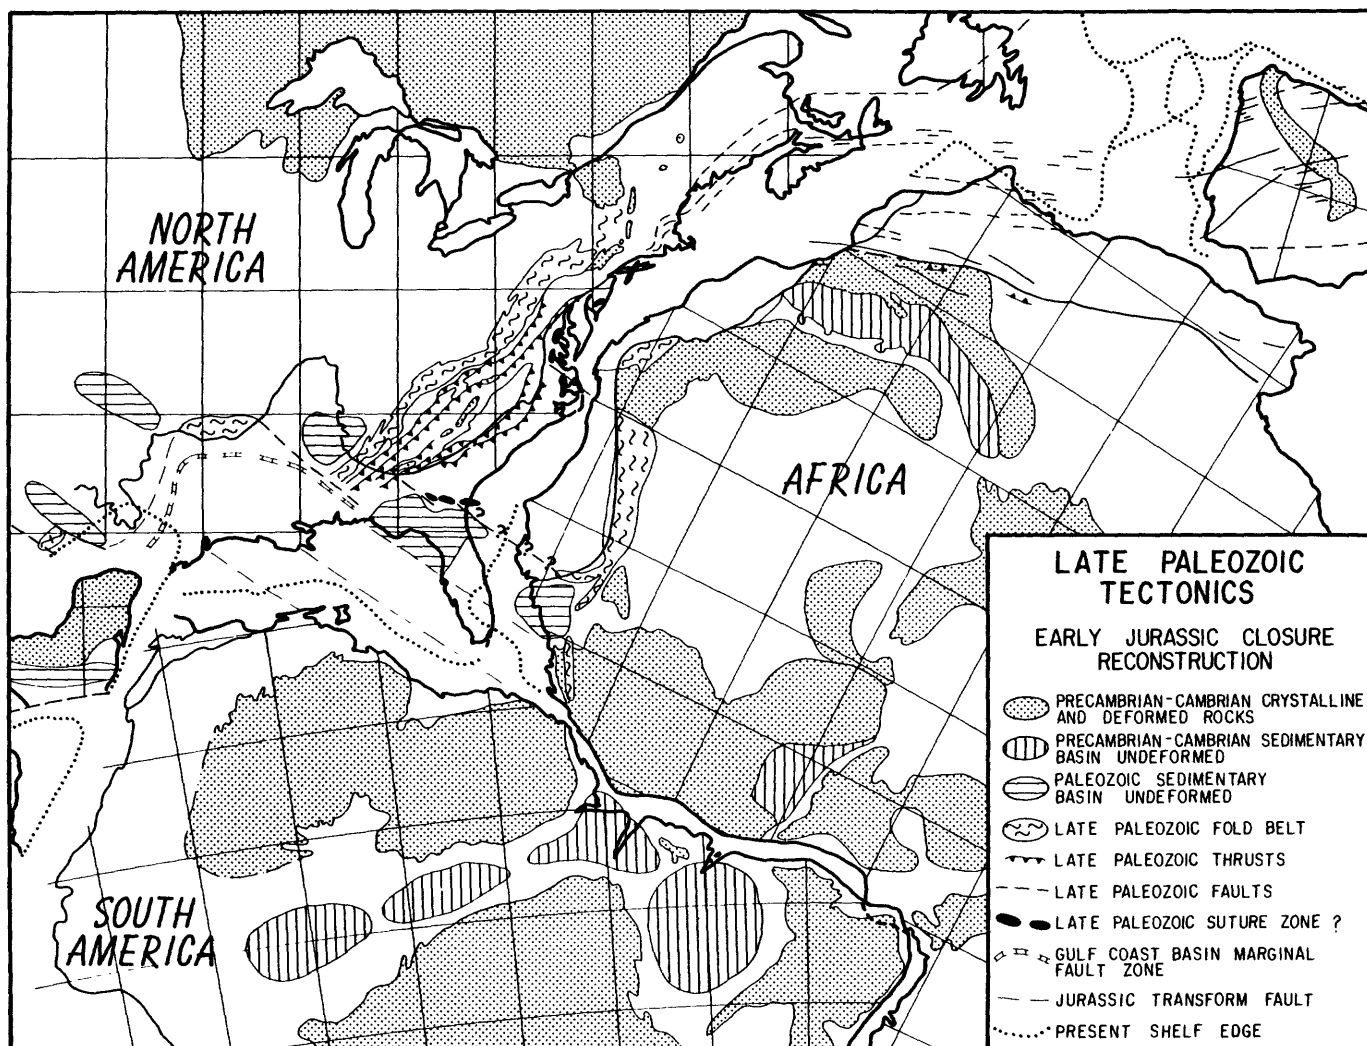 NORTH
AMERICA
AFRICA
SOUTH
AMERICA
LATE PALEOZOIC
TECTONICS
EARLY JURASSIC CLOSURE
RECONSTRUCTION
PRECAMBRIAN-CAMBRIAN CRYSTALLINE
AND DEFORMED ROCKS
PRECAMBRIAN-CAMBRIAN SEDIMENTARY
BASIN UNDEFORMED
PALEOZOIC SEDIMENTARY
BASIN UNDEFORMED
LATE PALEOZOIC FOLD BELT
LATE PALEOZOIC THRUSTS
LATE PALEOZOIC FAULTS
LATE PALEOZOIC SUTURE ZONE ?
GULF COAST BASIN MARGINAL
FAULT ZONE
JURASSIC TRANSFORM FAULT
PRESENT SHELF EDGE